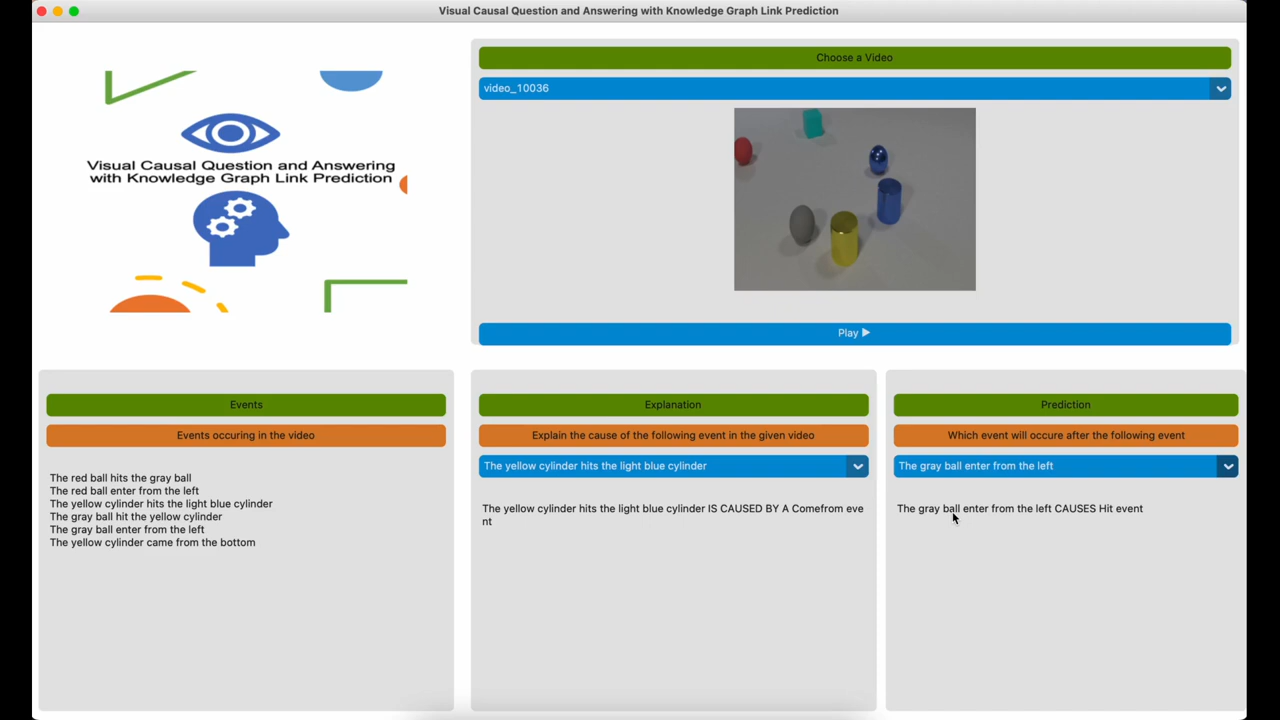 Visual Causal Question and Answering with Knowledge Graph Link Prediction
Visual Causal Question and Answering
with Knowledge Graph Link Prediction
Choose a Video
video_10036
Play
Events
Events occuring in the video
The red ball hits the gray ball
The red ball enter from the left
The yellow cylinder hits the light blue cylinder
The gray ball hit the yellow cylinder
The gray ball enter from the left
The yellow cylinder came from the bottom
Explanation
Explain the cause of the following event in the given video
The yellow cylinder hits the light blue cylinder
The yellow cylinder hits the light blue cylinder IS CAUSED BY A Comefrom eve
nt
Prediction
Which event will occure after the following event
The gray ball enter from the left
The gray ball enter from the left CAUSES Hit event